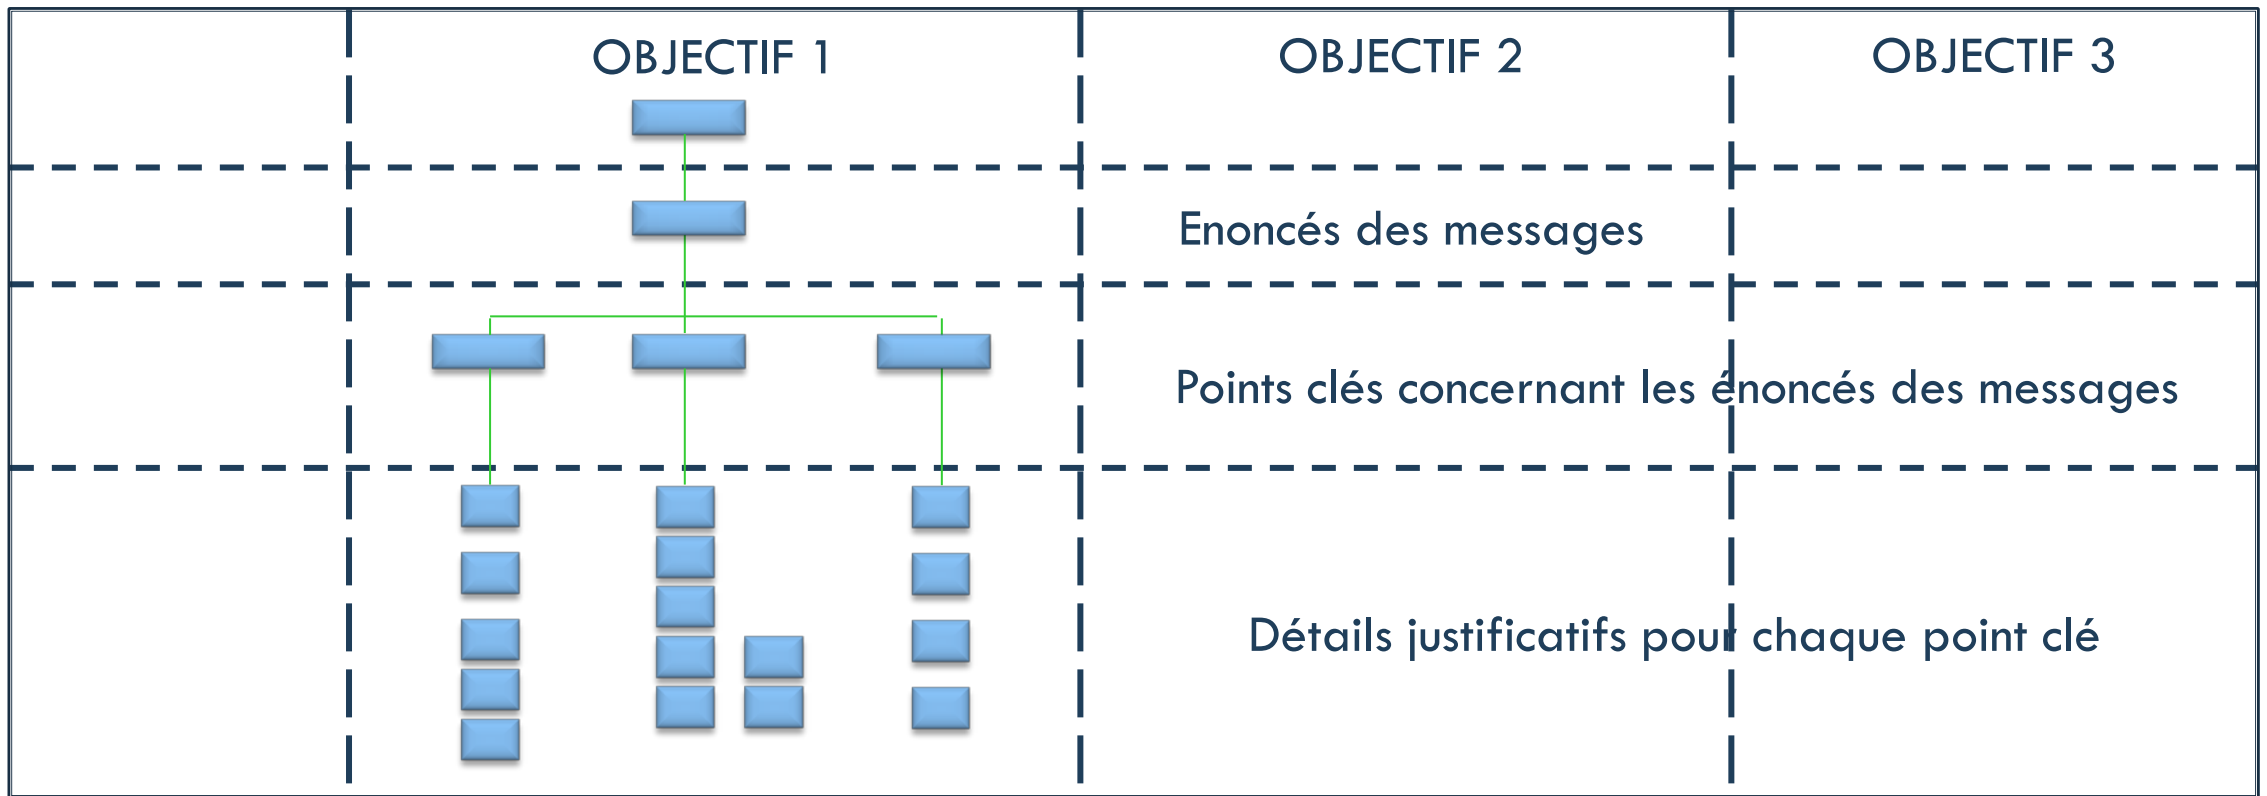 OBJECTIF 1
OBJECTIF 2
OBJECTIF 3
Enoncés des messages
Points clés concernant les énoncés des messages
Détails justificatifs pour chaque point clé